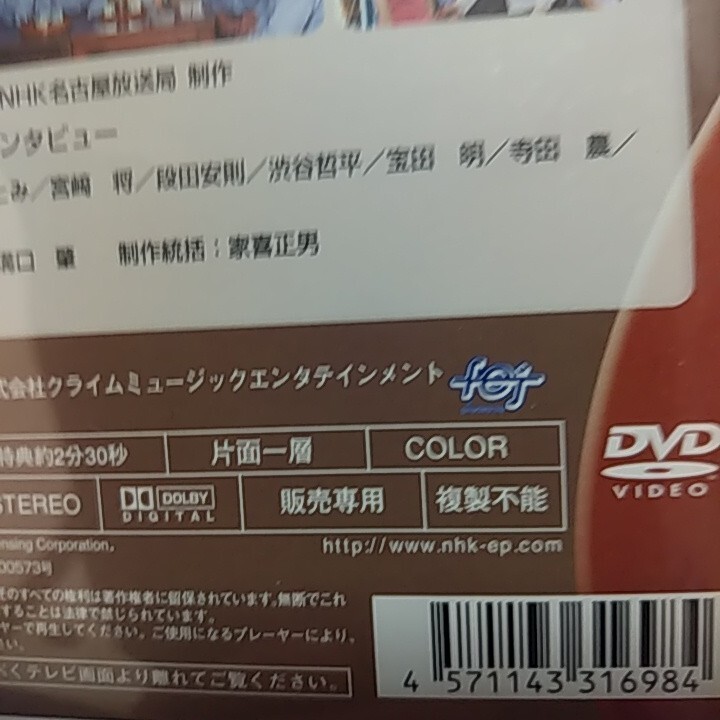 NHK名古屋放送局 制作
ンタビュー
とみ／宮﨑 将／段田安則／渋谷哲平／宝田 明／寺田 農／
溝口 肇 制作統括：家喜正男
式会社クライムミュージックエンタテインメント
特典約2分30秒 片面一層 COLOR
STEREO DOLBY DIGITAL 販売専用 複製不能
DVD VIDEO
ensing Corporation.
http://www.nhk-ep.com
00573号
そのすべての権利は著作権者に留保されています。無断でこれ
することは法律で禁じられています。
ヤーで再生してください。ご使用になるプレーヤーにより、
い。
べくテレビ画面より離れてご覧ください。
4 571143 316984